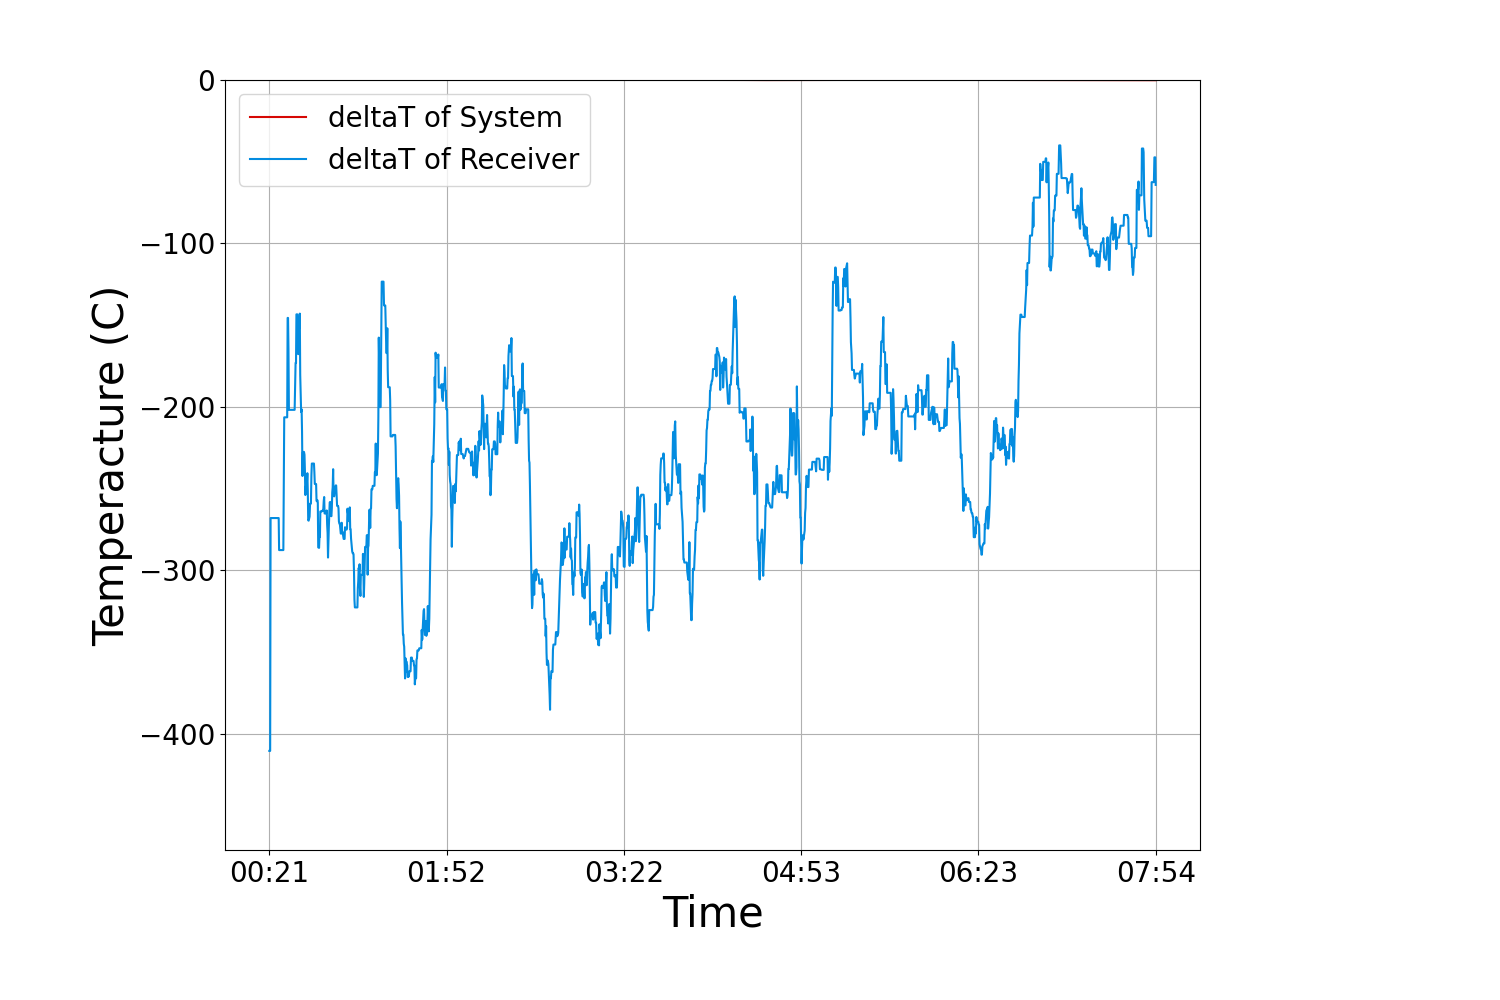 0
deltaT of System
deltaT of Receiver
−100
−200
−300
−400
Temperacture (C)
00:21 01:52 03:22 04:53 06:23 07:54
Time